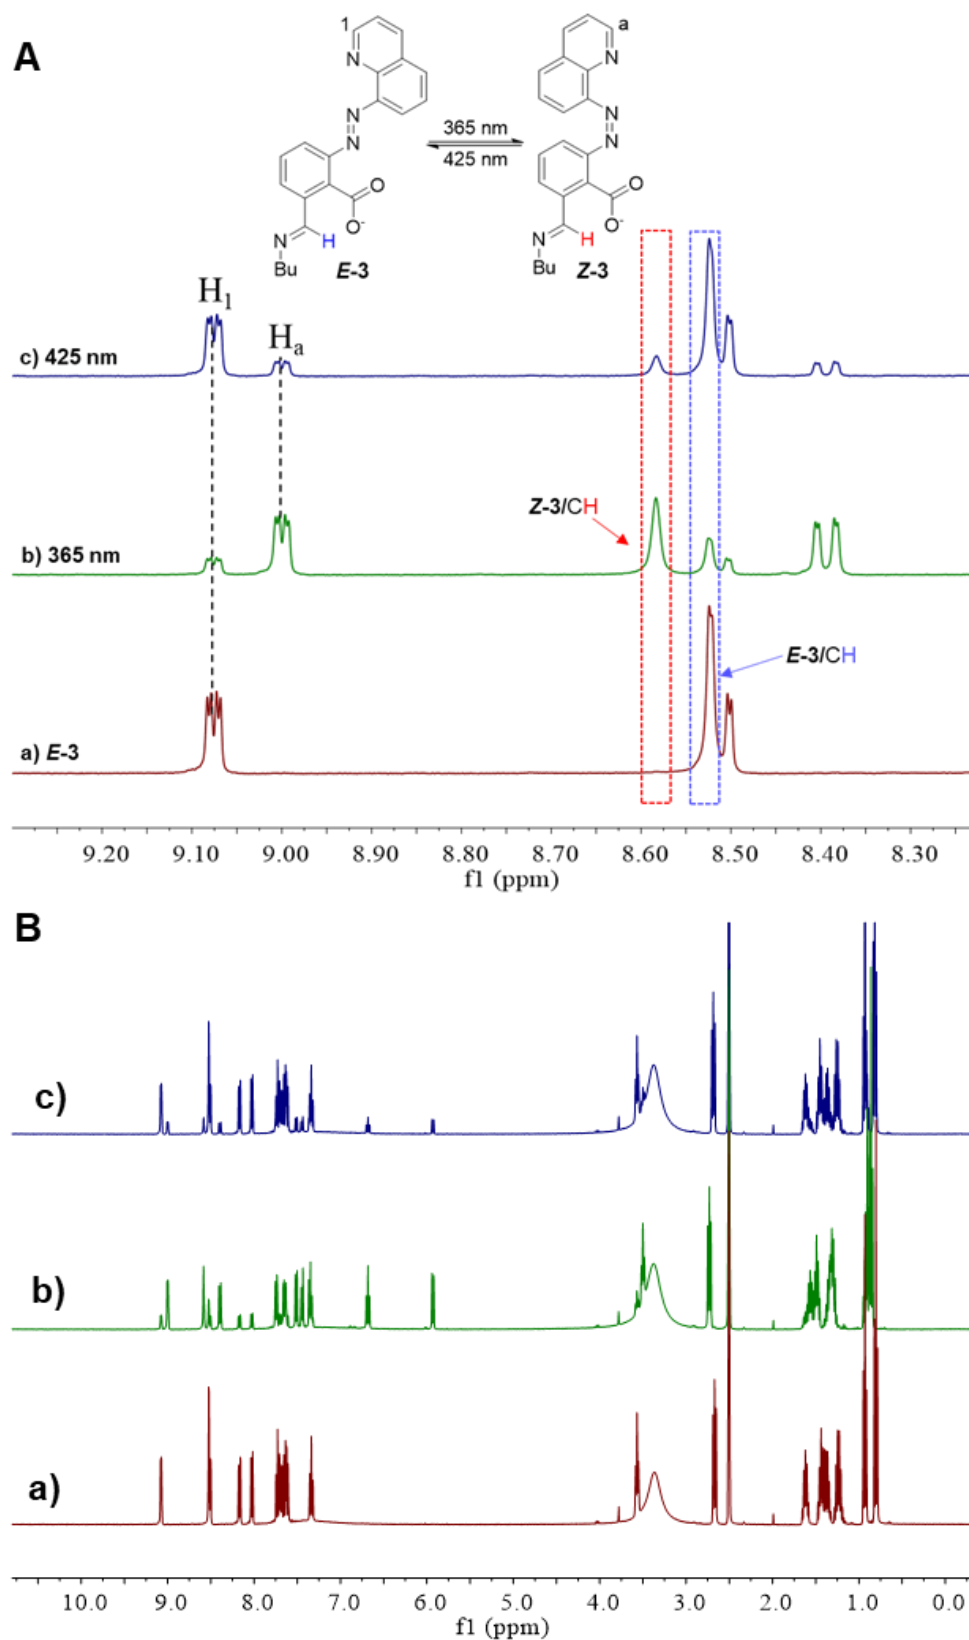 A
1
N
N
N
O
O-
N
H
Bu
E-3
365 nm
425 nm
a
N
N
N
O
O-
N
H
Bu
Z-3
H1
Ha
c) 425 nm
Z-3/CH
b) 365 nm
E-3/CH
a) E-3
9.20 9.10 9.00 8.90 8.80 8.70 8.60 8.50 8.40 8.30
f1 (ppm)
B
c)
b)
a)
10.0 9.0 8.0 7.0 6.0 5.0 4.0 3.0 2.0 1.0 0.0
f1 (ppm)